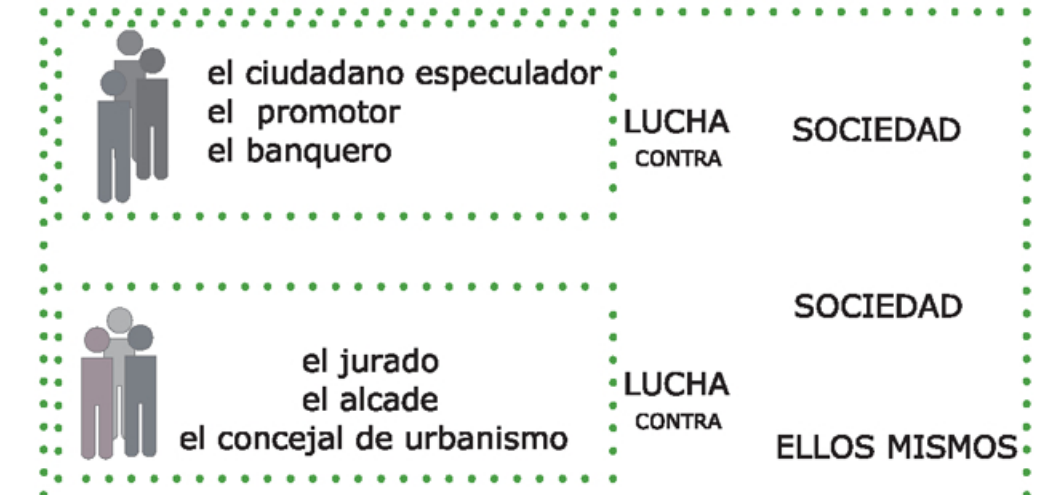 el ciudadano especulador
el promotor
el banquero
LUCHA
CONTRA
SOCIEDAD
el jurado
el alcade
el concejal de urbanismo
LUCHA
CONTRA
SOCIEDAD
ELLOS MISMOS